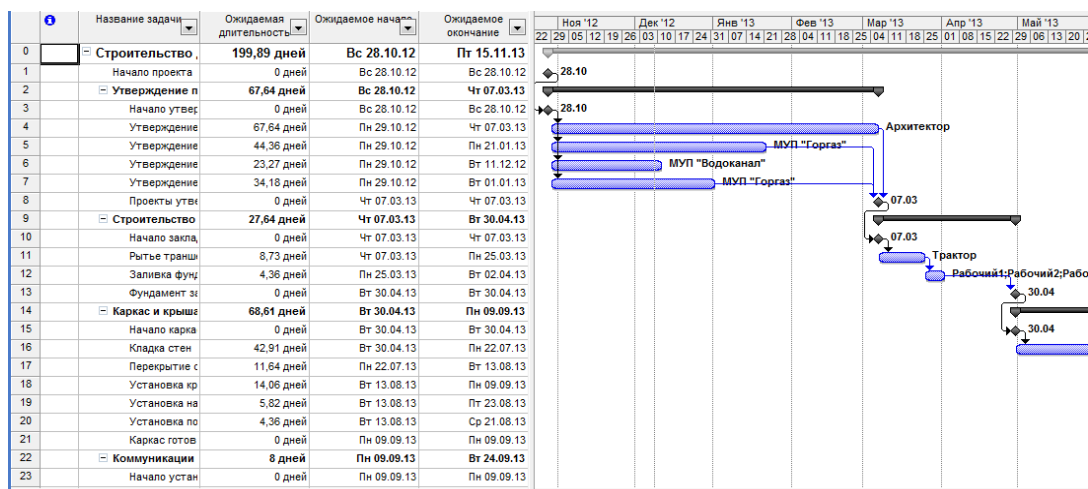 Название задачи Ожидаемая длительность Ожидаемое начало Ожидаемое окончание Ноя '12 Дек '12 Янв '13 Фев '13 Мар '13 Апр '13 Май '13
22 29 05 12 19 26 03 10 17 24 31 07 14 21 28 04 11 18 25 04 11 18 25 01 08 15 22 29 06 13 20
0 Строительство 199,89 дней Вс 28.10.12 Пт 15.11.13
1 Начало проекта 0 дней Вс 28.10.12 Вс 28.10.12 28.10
2 Утверждение п 67,64 дней Вс 28.10.12 Чт 07.03.13
3 Начало утвер 0 дней Вс 28.10.12 Вс 28.10.12 28.10
4 Утверждение 67,64 дней Пн 29.10.12 Чт 07.03.13 Архитектор
5 Утверждение 44,36 дней Пн 29.10.12 Пн 21.01.13 МУП "Горгаз"
6 Утверждение 23,27 дней Пн 29.10.12 Вт 11.12.12 МУП "Водоканал"
7 Утверждение 34,18 дней Пн 29.10.12 Вт 01.01.13 МУП "Горгаз"
8 Проекты утве 0 дней Чт 07.03.13 Чт 07.03.13 07.03
9 Строительство 27,64 дней Чт 07.03.13 Вт 30.04.13
10 Начало закла 0 дней Чт 07.03.13 Чт 07.03.13 07.03
11 Рытье транш 8,73 дней Чт 07.03.13 Пн 25.03.13 Трактор
12 Заливка фун 4,36 дней Пн 25.03.13 Вт 02.04.13 Рабочий1;Рабочий2;Рабо
13 Фундамент за 0 дней Вт 30.04.13 Вт 30.04.13 30.04
14 Каркас и крыша 68,61 дней Вт 30.04.13 Пн 09.09.13
15 Начало карка 0 дней Вт 30.04.13 Вт 30.04.13 30.04
16 Кладка стен 42,91 дней Вт 30.04.13 Пн 22.07.13
17 Перекрытие с 11,64 дней Пн 22.07.13 Вт 13.08.13
18 Установка кр 14,06 дней Вт 13.08.13 Пн 09.09.13
19 Установка на 5,82 дней Вт 13.08.13 Пт 23.08.13
20 Установка по 4,36 дней Вт 13.08.13 Ср 21.08.13
21 Каркас готов 0 дней Пн 09.09.13 Пн 09.09.13
22 Коммуникации 8 дней Пн 09.09.13 Вт 24.09.13
23 Начало устан 0 дней Пн 09.09.13 Пн 09.09.13